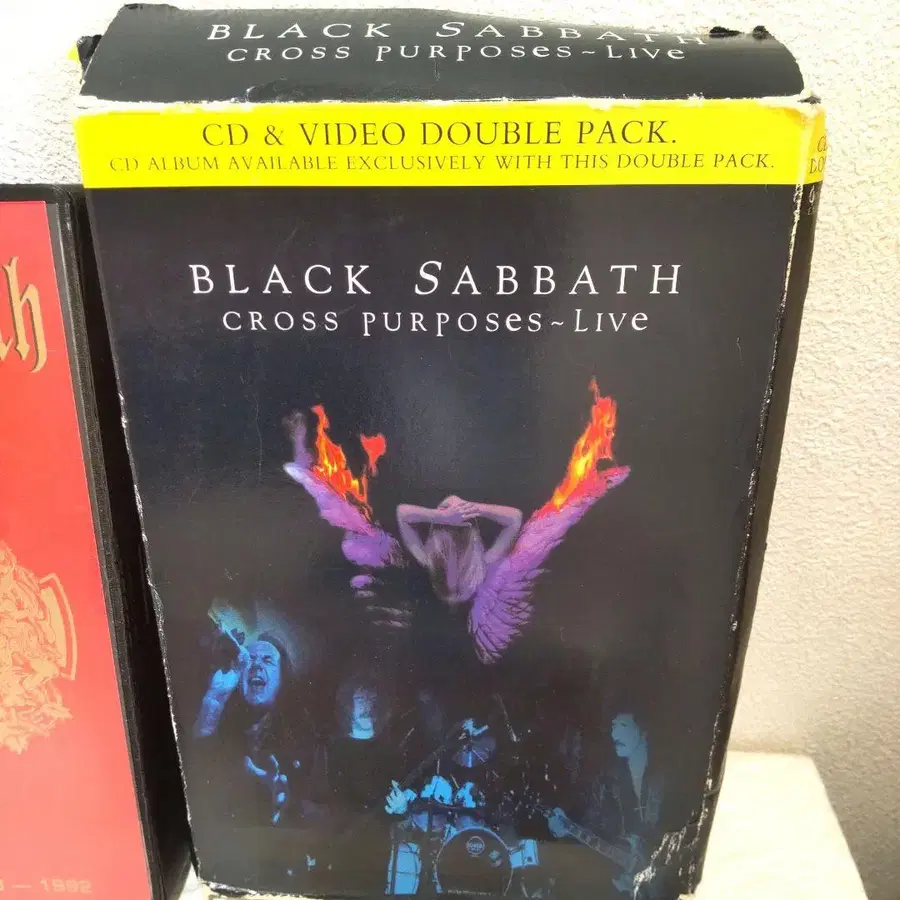 BLACK SABBATH
CROSS PURPOSES~LIVE
CD & VIDEO DOUBLE PACK.
CD ALBUM AVAILABLE EXCLUSIVELY WITH THIS DOUBLE PACK.
BLACK SABBATH
CROSS PURPOSES~LIVE
h
— 1992